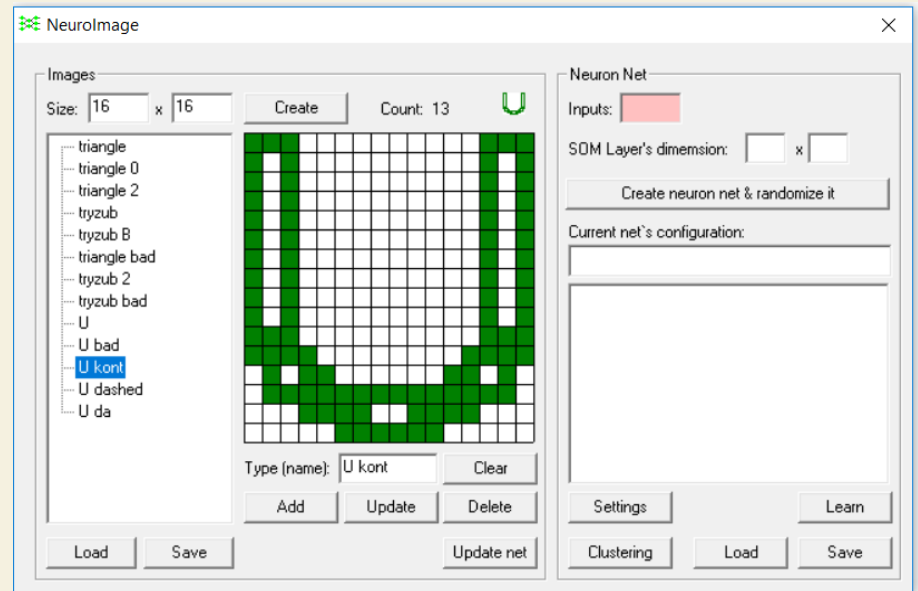 NeuroImage
Images
Size: 16 x 16 Create Count: 13
triangle
triangle 0
triangle 2
tryzub
tryzub B
triangle bad
tryzub 2
tryzub bad
U
U bad
U kont
U dashed
U da
Type (name): U kont Clear
Add Update Delete
Load Save Update net
Neuron Net
Inputs:
SOM Layer's dimemsion: x
Create neuron net & randomize it
Current net`s configuration:
Settings Learn
Clustering Load Save